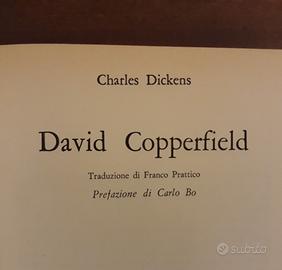 Charles Dickens
David Copperfield
Traduzione di Franco Prattico
Prefazione di Carlo Bo
subito